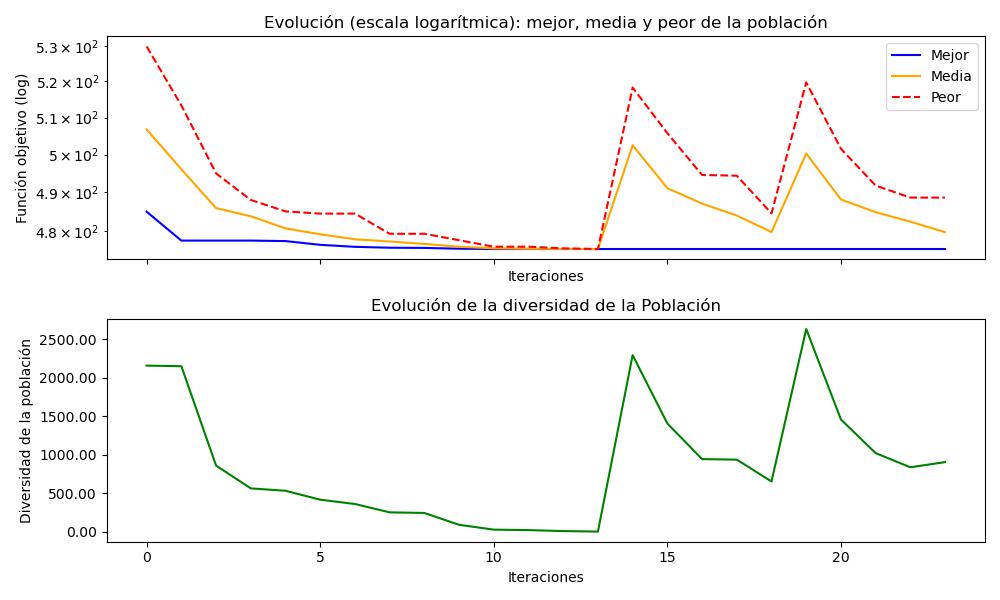 Evolución (escala logarítmica): mejor, media y peor de la población
Función objetivo (log)
5.3 × 10²
5.2 × 10²
5.1 × 10²
5 × 10²
4.9 × 10²
4.8 × 10²
Mejor
Media
Peor
Iteraciones
Evolución de la diversidad de la Población
Diversidad de la población
2500.00
2000.00
1500.00
1000.00
500.00
0.00
0 5 10 15 20
Iteraciones